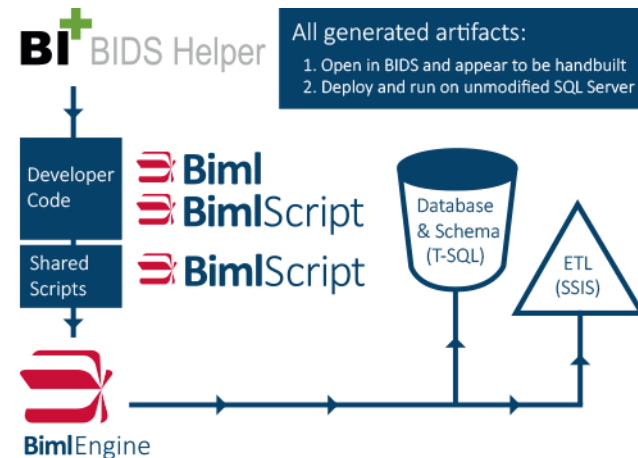 BI+ BIDS Helper
All generated artifacts:
1. Open in BIDS and appear to be handbuilt
2. Deploy and run on unmodified SQL Server
Developer
Code
Biml
BimlScript
Shared
Scripts
BimlScript
Database
& Schema
(T-SQL)
ETL
(SSIS)
BimlEngine